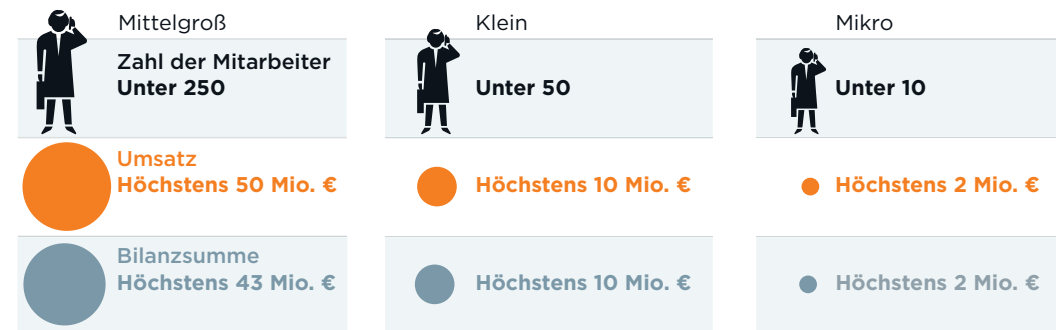 Mittelgroß
Klein
Mikro
Zahl der Mitarbeiter
Unter 250
Unter 50
Unter 10
Umsatz
Höchstens 50 Mio. €
Höchstens 10 Mio. €
Höchstens 2 Mio. €
Bilanzsumme
Höchstens 43 Mio. €
Höchstens 10 Mio. €
Höchstens 2 Mio. €